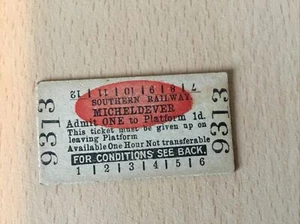 7 8 9 10 11 12
9313
SOUTHERN RAILWAY
MICHELDEVER
Admit ONE to Platform 1d.
This ticket must be given up on
leaving Platform
Available One Hour Not transferable
FOR CONDITIONS SEE BACK.
1 2 3 4 5 6
9313